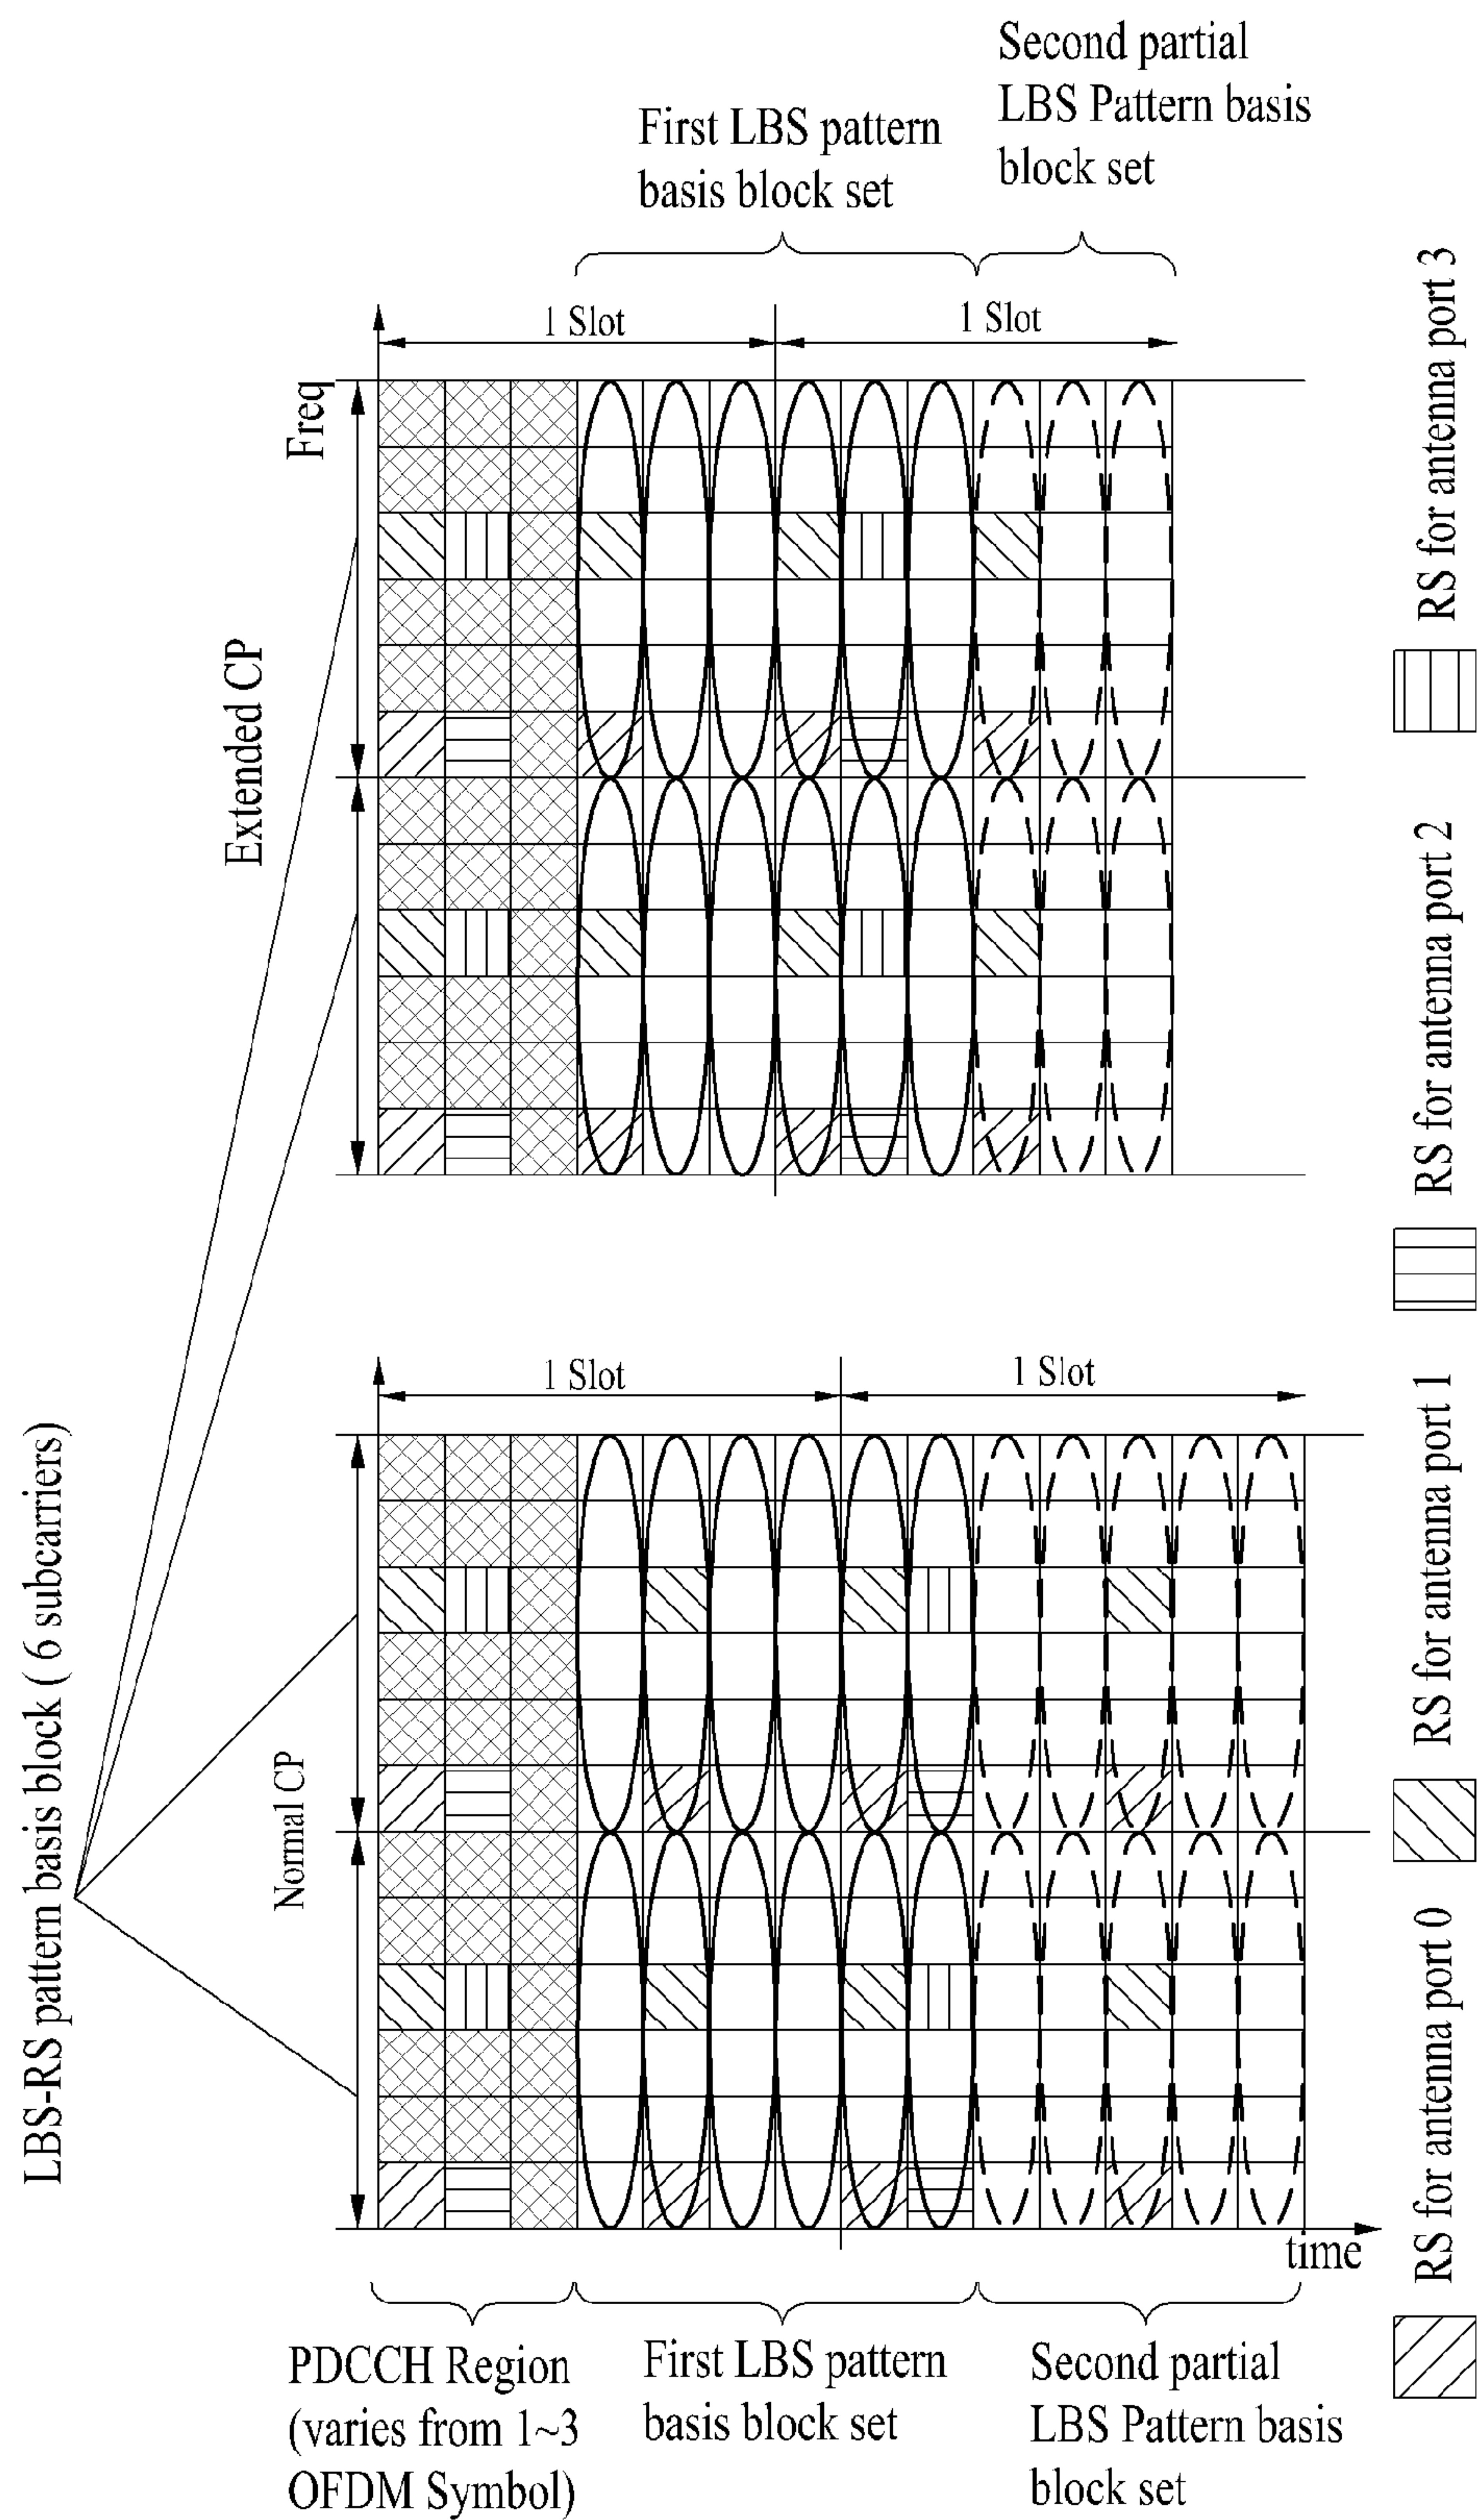 Second partial
LBS Pattern basis
block set
First LBS pattern
basis block set
1 Slot
1 Slot
Freq
Extended CP
1 Slot
1 Slot
LBS-RS pattern basis block ( 6 subcarriers)
Normal CP
time
PDCCH Region
(varies from 1~3
OFDM Symbol)
First LBS pattern
basis block set
Second partial
LBS Pattern basis
block set
RS for antenna port 0
RS for antenna port 1
RS for antenna port 2
RS for antenna port 3